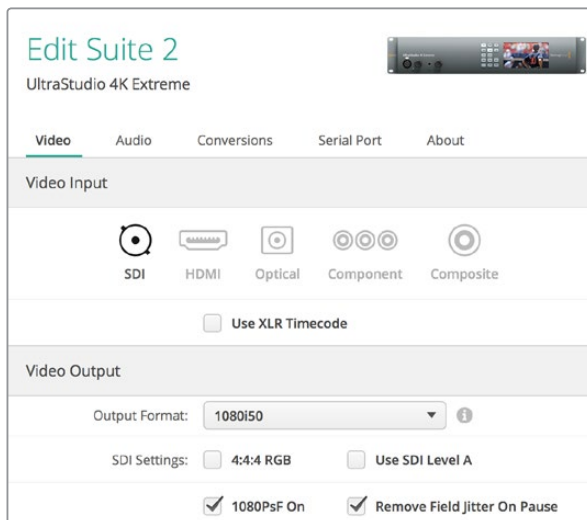 Edit Suite 2
UltraStudio 4K Extreme
Video Audio Conversions Serial Port About
Video Input
SDI HDMI Optical Component Composite
Use XLR Timecode
Video Output
Output Format: 1080i50
SDI Settings: 4:4:4 RGB Use SDI Level A
1080PsF On Remove Field Jitter On Pause